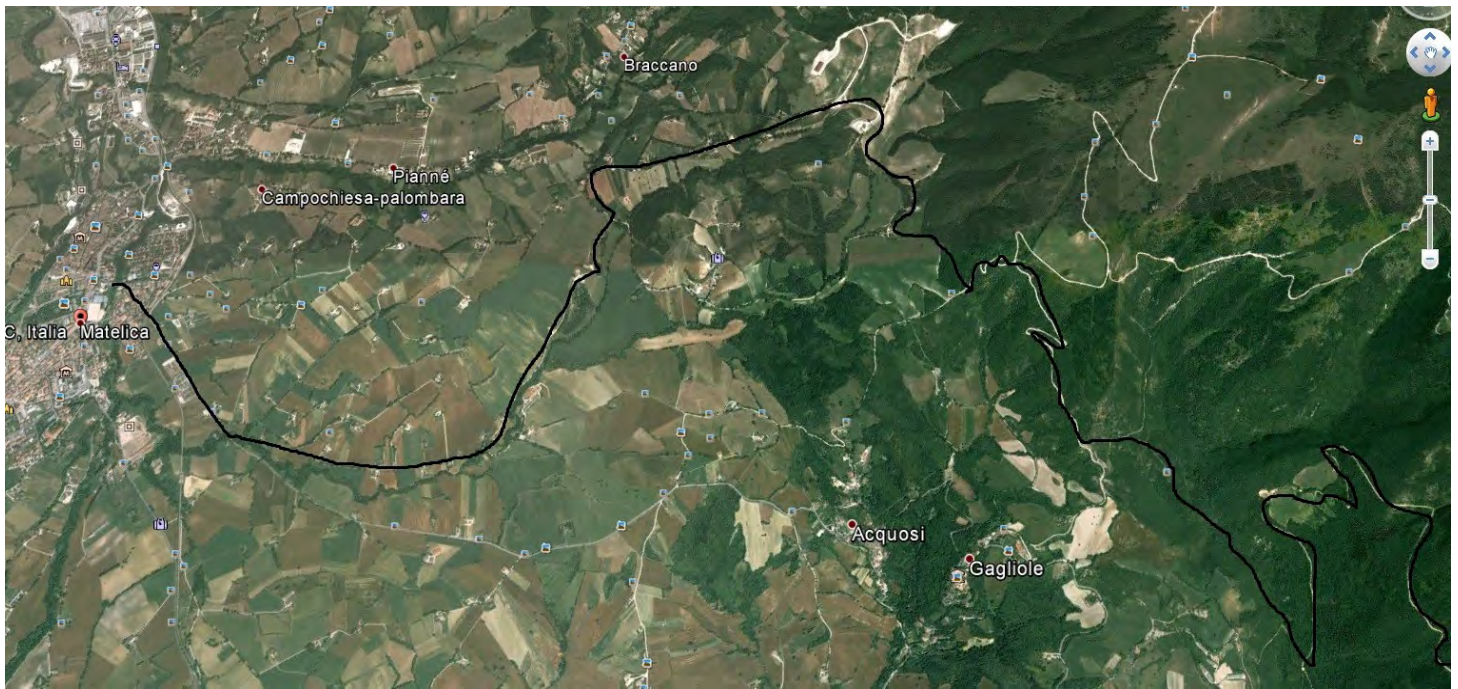 Braccano
Pianné
Campochiesa-palombara
C, Italia Matelica
Acquosi
Gagliole